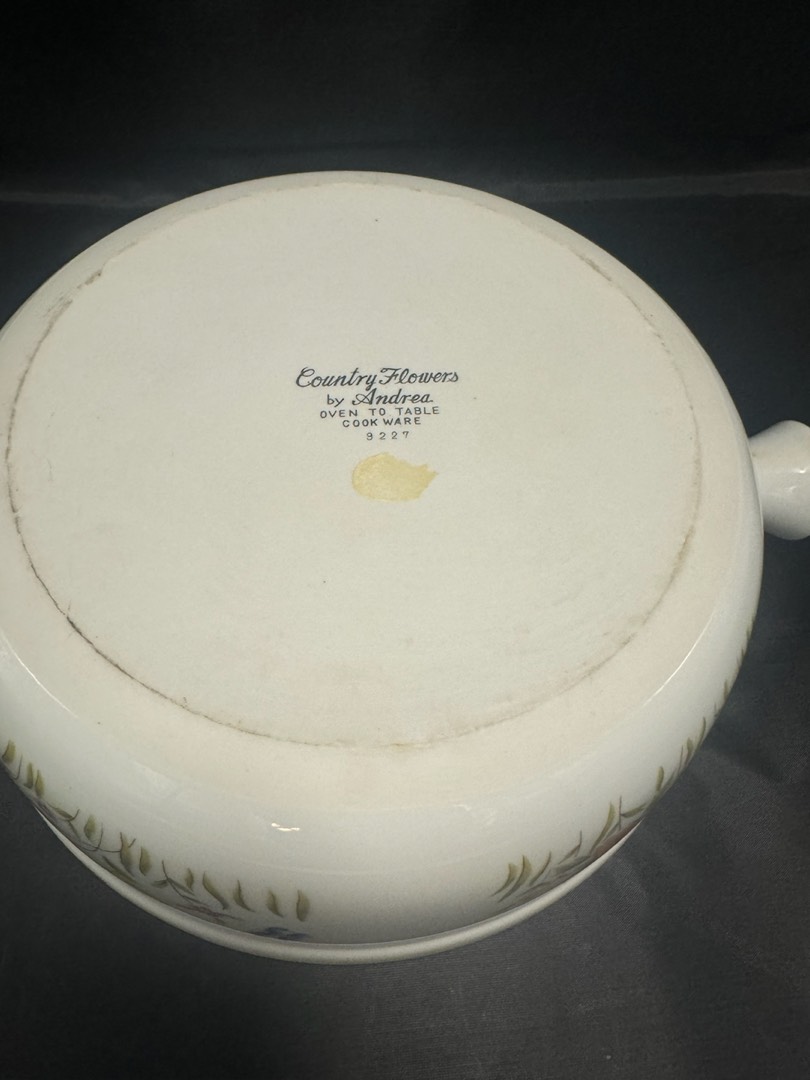 Country Flowers
by Andrea
OVEN TO TABLE
COOK WARE
9227